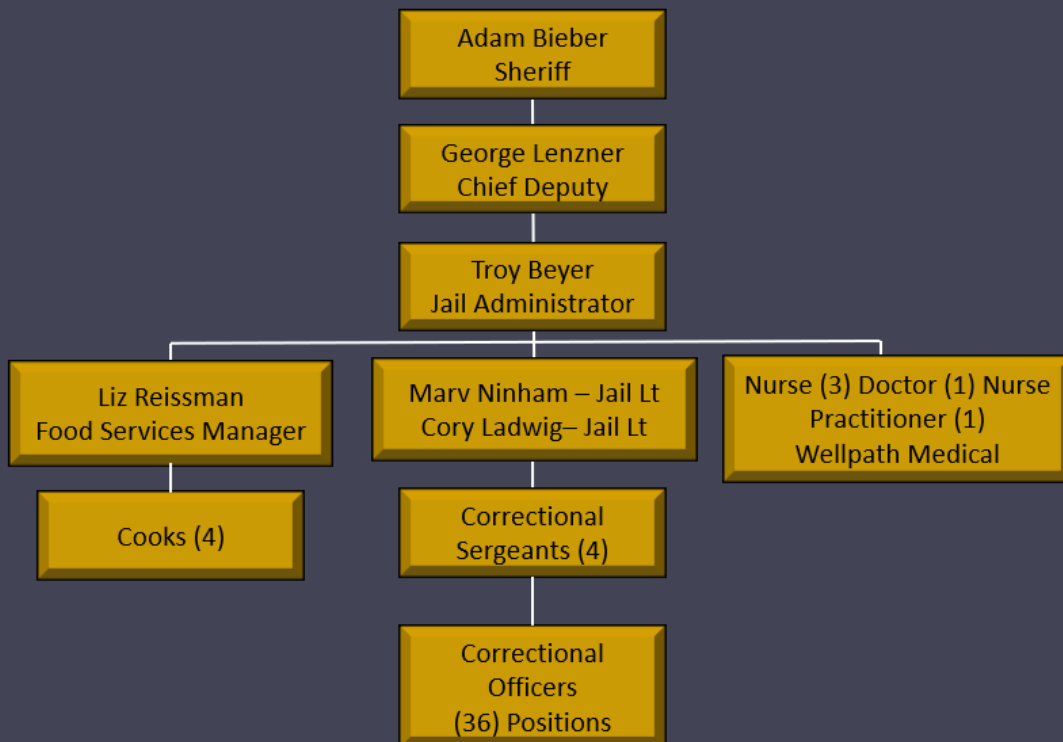 Adam Bieber
Sheriff
George Lenzner
Chief Deputy
Troy Beyer
Jail Administrator
Liz Reissman
Food Services Manager
Marv Ninham – Jail Lt
Cory Ladwig– Jail Lt
Nurse (3) Doctor (1) Nurse
Practitioner (1)
Wellpath Medical
Cooks (4)
Correctional
Sergeants (4)
Correctional
Officers
(36) Positions